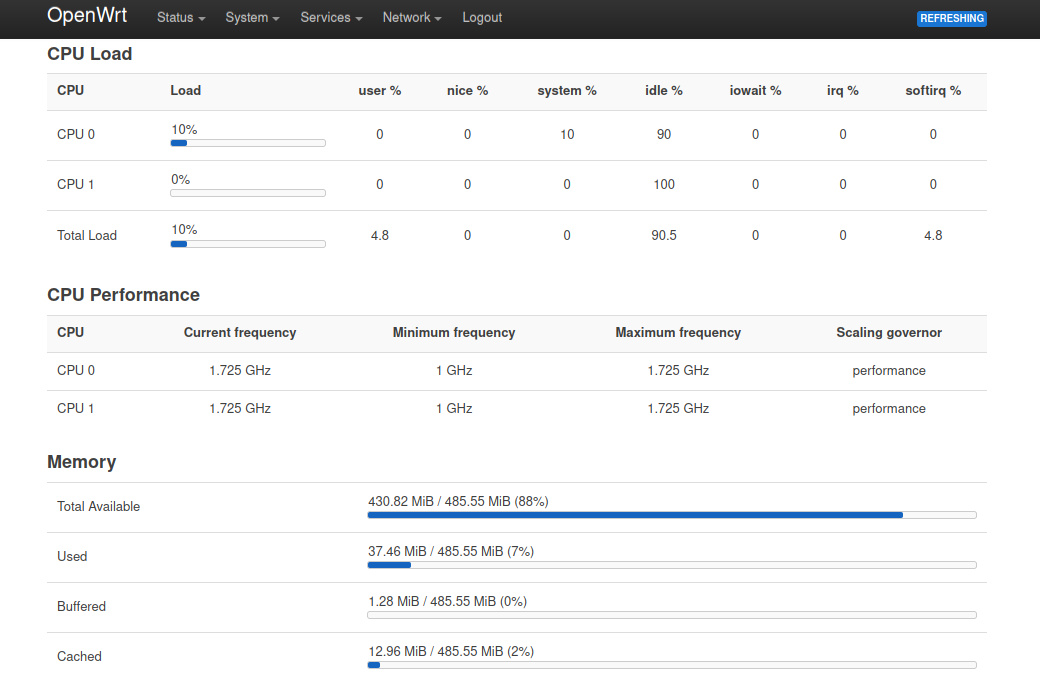 OpenWrt Status System Services Network Logout REFRESHING
CPU Load
CPU Load user % nice % system % idle % iowait % irq % softirq %
CPU 0 10% 0 0 10 90 0 0 0
CPU 1 0% 0 0 0 100 0 0 0
Total Load 10% 4.8 0 0 90.5 0 0 4.8
CPU Performance
CPU Current frequency Minimum frequency Maximum frequency Scaling governor
CPU 0 1.725 GHz 1 GHz 1.725 GHz performance
CPU 1 1.725 GHz 1 GHz 1.725 GHz performance
Memory
Total Available 430.82 MiB / 485.55 MiB (88%)
Used 37.46 MiB / 485.55 MiB (7%)
Buffered 1.28 MiB / 485.55 MiB (0%)
Cached 12.96 MiB / 485.55 MiB (2%)